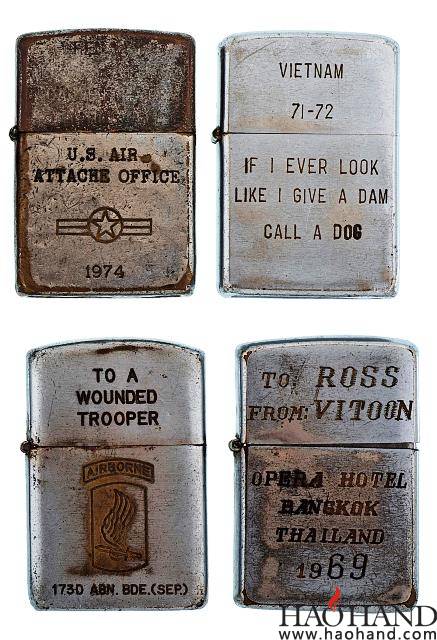 U.S. AIR
ATTACHE OFFICE
1974
VIETNAM
71-72
IF I EVER LOOK
LIKE I GIVE A DAM
CALL A DOG
TO A
WOUNDED
TROOPER
AIRBORNE
173D ABN. BDE.(SEP.)
TO: ROSS
FROM: VITOON
OPERA HOTEL
BANGKOK
THAILAND
1969
HAOHAND
www.haohand.com